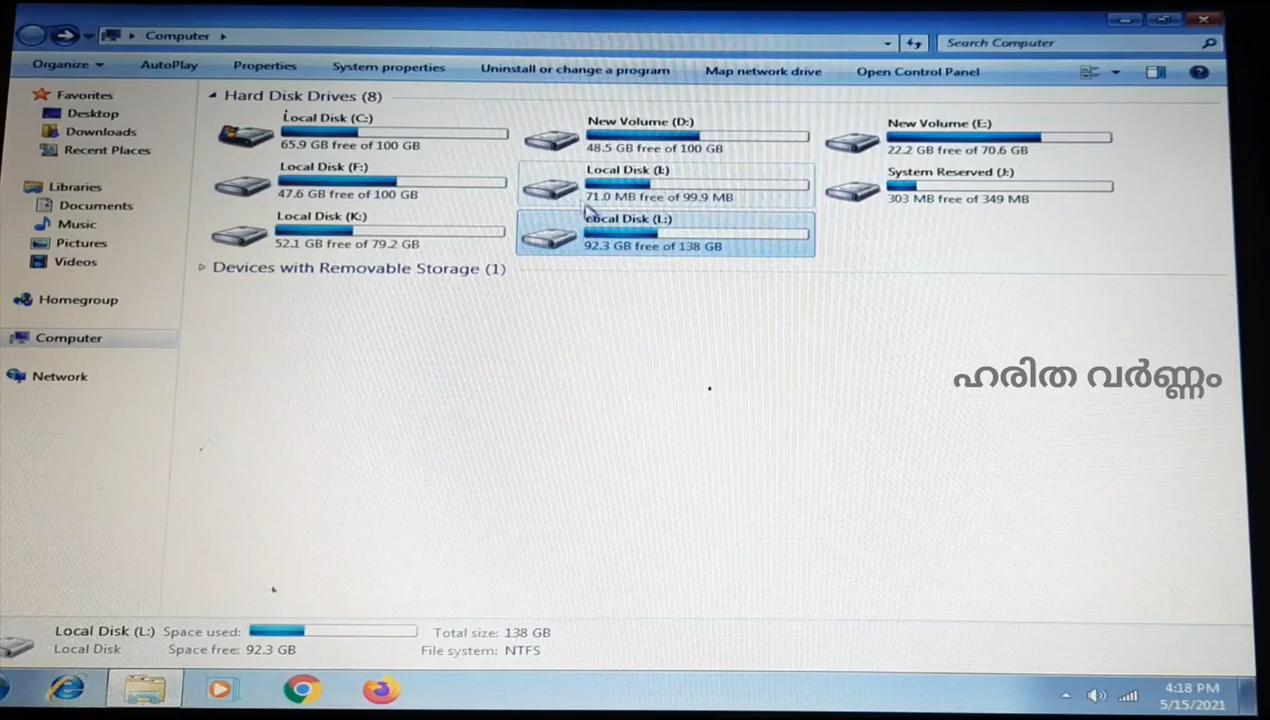 Computer
Search Computer
Organize
AutoPlay
Properties
System properties
Uninstall or change a program
Map network drive
Open Control Panel
Favorites
Desktop
Downloads
Recent Places
Libraries
Documents
Music
Pictures
Videos
Homegroup
Computer
Network
Hard Disk Drives (8)
Local Disk (C:)
65.9 GB free of 100 GB
New Volume (D:)
48.5 GB free of 100 GB
New Volume (E:)
22.2 GB free of 70.6 GB
Local Disk (F:)
47.6 GB free of 100 GB
Local Disk (I:)
71.0 MB free of 99.9 MB
System Reserved (J:)
303 MB free of 349 MB
Local Disk (K:)
52.1 GB free of 79.2 GB
Local Disk (L:)
92.3 GB free of 138 GB
Devices with Removable Storage (1)
ഹരിത വർണ്ണം
Local Disk (L:) Space used: Total size: 138 GB
Local Disk Space free: 92.3 GB File system: NTFS
4:18 PM
5/15/2021